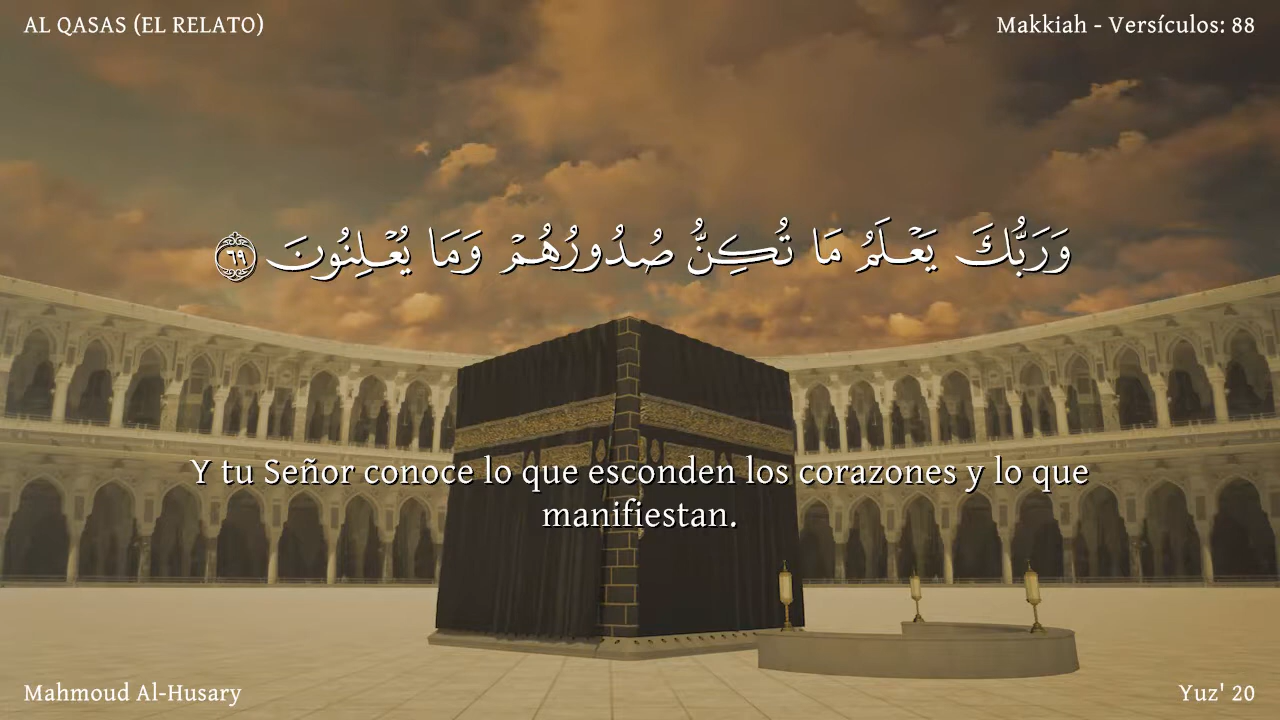 AL QASAS (EL RELATO)
Makkiah - Versículos: 88
وَرَبُّكَ يَعْلَمُ مَا تُكِنُّ صُدُورُهُمْ وَمَا يُعْلِنُونَ ٦٩
Y tu Señor conoce lo que esconden los corazones y lo que
manifiestan.
Mahmoud Al-Husary
Yuz' 20